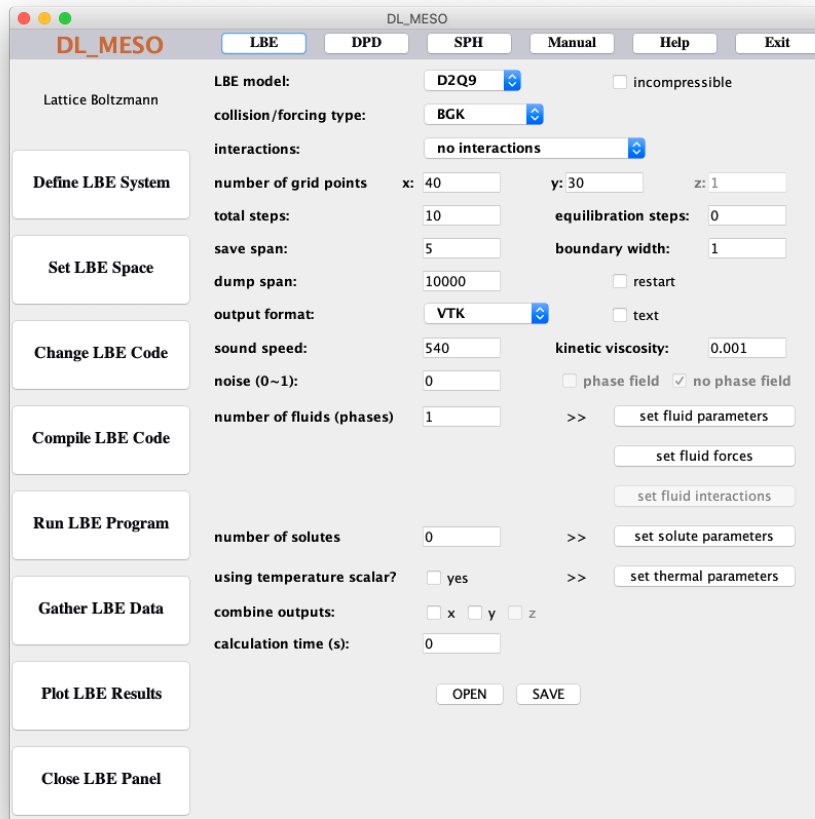 DL_MESO
DL_MESO LBE DPD SPH Manual Help Exit
Lattice Boltzmann
Define LBE System
Set LBE Space
Change LBE Code
Compile LBE Code
Run LBE Program
Gather LBE Data
Plot LBE Results
Close LBE Panel
LBE model: D2Q9 incompressible
collision/forcing type: BGK
interactions: no interactions
number of grid points x: 40 y: 30 z: 1
total steps: 10 equilibration steps: 0
save span: 5 boundary width: 1
dump span: 10000 restart
output format: VTK text
sound speed: 540 kinetic viscosity: 0.001
noise (0~1): 0 phase field no phase field
number of fluids (phases) 1 >> set fluid parameters
set fluid forces
set fluid interactions
number of solutes 0 >> set solute parameters
using temperature scalar? yes >> set thermal parameters
combine outputs: x y z
calculation time (s): 0
OPEN SAVE